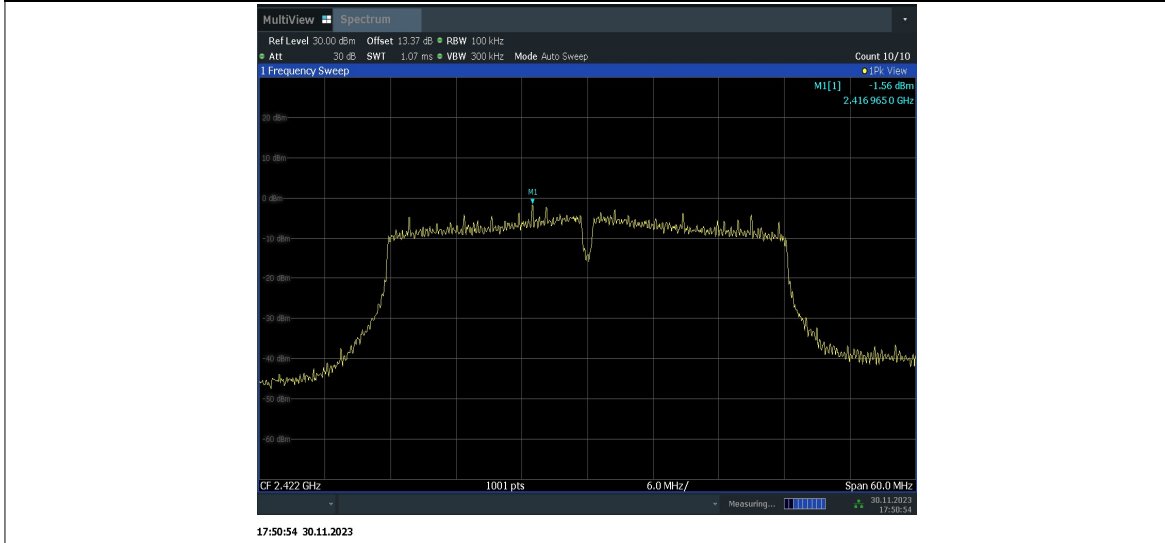 MultiView Spectrum
Ref Level 30.00 dBm Offset 13.37 dB RBW 100 kHz
Att 30 dB SWT 1.07 ms VBW 300 kHz Mode Auto Sweep Count 10/10
1 Frequency Sweep 1Pk View
M1[1] -1.56 dBm
2.416 965 0 GHz
20 dBm
10 dBm
M1
0 dBm
-10 dBm
-20 dBm
-30 dBm
-40 dBm
-50 dBm
-60 dBm
CF 2.422 GHz 1001 pts 6.0 MHz/ Span 60.0 MHz
Measuring... 30.11.2023
17:50:54
17:50:54 30.11.2023